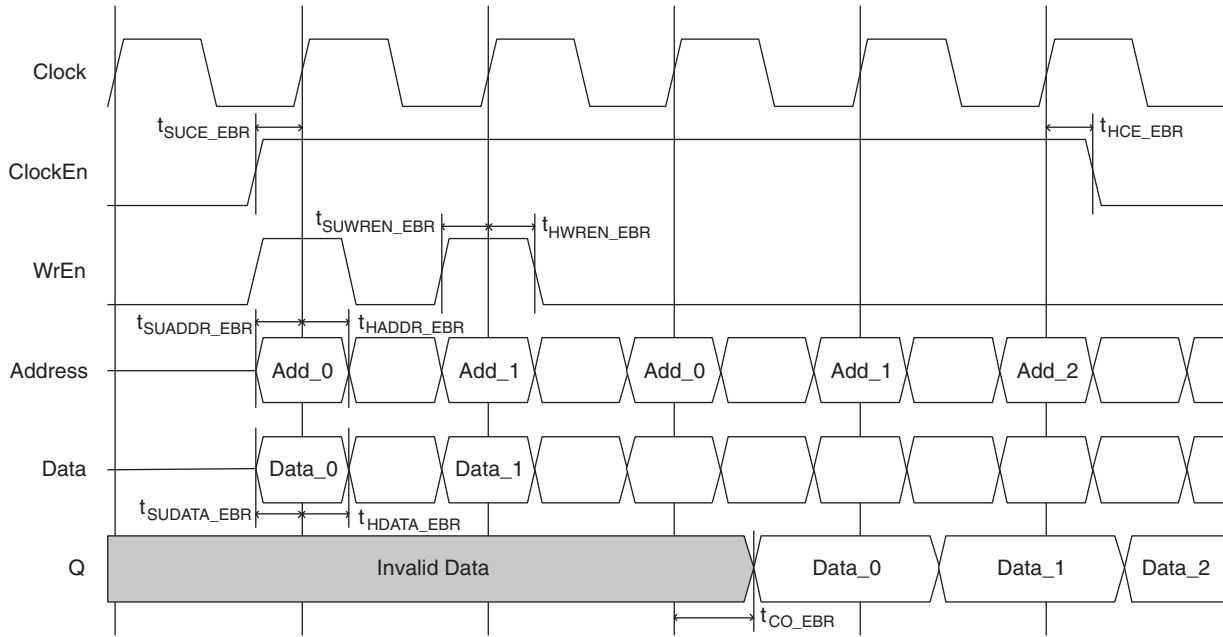 Clock
tSUCE_EBR
tHCE_EBR
ClockEn
tSUWREN_EBR
tHWREN_EBR
WrEn
tSUADDR_EBR
tHADDR_EBR
Address Add_0 Add_1 Add_0 Add_1 Add_2
Data Data_0 Data_1
tSUDATA_EBR
tHDATA_EBR
Q Invalid Data Data_0 Data_1 Data_2
tCO_EBR